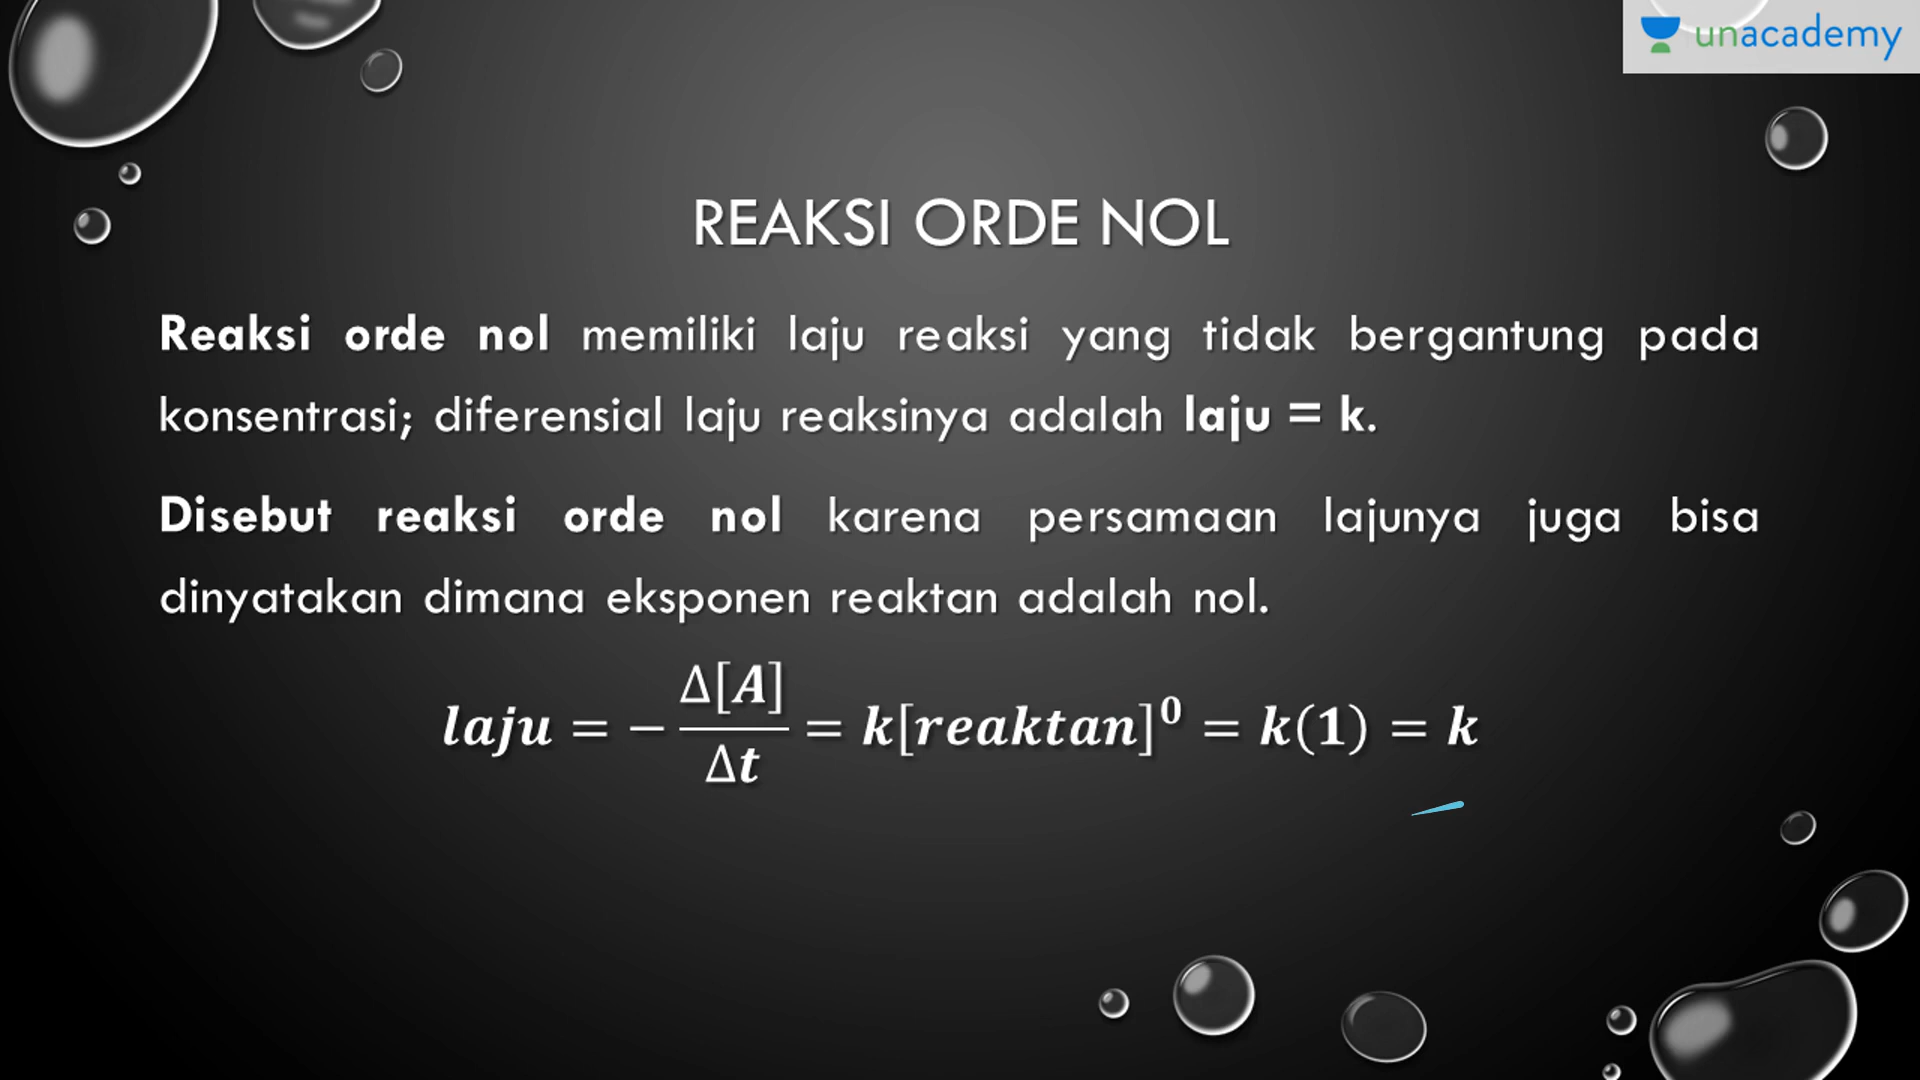 unacademy
REAKSI ORDE NOL
Reaksi orde nol memiliki laju reaksi yang tidak bergantung pada
konsentrasi; diferensial laju reaksinya adalah laju = k.
Disebut reaksi orde nol karena persamaan lajunya juga bisa
dinyatakan dimana eksponen reaktan adalah nol.
laju = − Δ[A]/Δt = k[reaktan]⁰ = k(1) = k